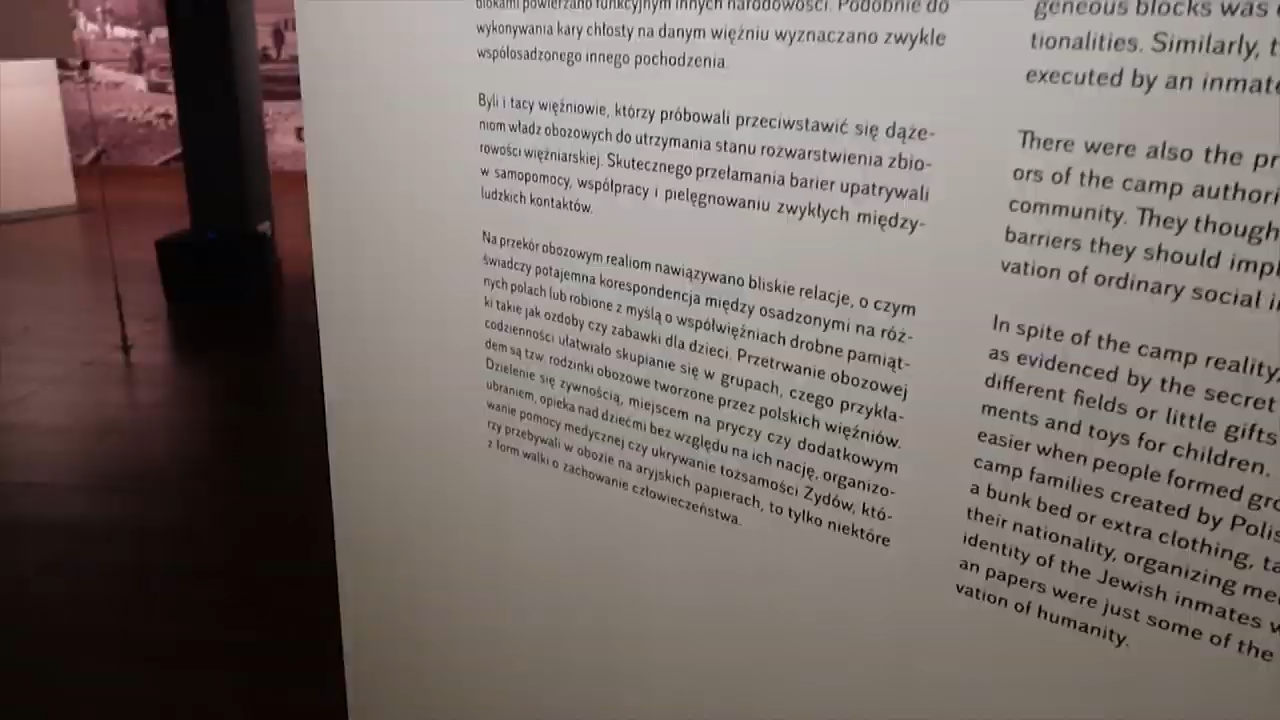 blokami powierzano funkcyjnym innych narodowości. Podobnie do
wykonywania kary chłosty na danym więźniu wyznaczano zwykle
współosadzonego innego pochodzenia.
Byli i tacy więźniowie, którzy próbowali przeciwstawić się dąże-
niom władz obozowych do utrzymania stanu rozwarstwienia zbio-
rowości więźniarskiej. Skutecznego przełamania barier upatrywali
w samopomocy, współpracy i pielęgnowaniu zwykłych między-
ludzkich kontaktów.
Na przekór obozowym realiom nawiązywano bliskie relacje, o czym
świadczy potajemna korespondencja między osadzonymi na róż-
nych polach lub robione z myślą o współwięźniach drobne pamiąt-
ki takie jak ozdoby czy zabawki dla dzieci. Przetrwanie obozowej
codzienności ułatwiało skupianie się w grupach, czego przykła-
dem są tzw. rodzinki obozowe tworzone przez polskich więźniów.
Dzielenie się żywnością, miejscem na pryczy czy dodatkowym
ubraniem, opieka nad dziećmi bez względu na ich nację, organizo-
wanie pomocy medycznej czy ukrywanie tożsamości Żydów, któ-
rzy przebywali w obozie na aryjskich papierach, to tylko niektóre
z form walki o zachowanie człowieczeństwa.
geneous blocks was
tionalities. Similarly,
executed by an inmate
There were also the pr
ors of the camp authori
community. They though
barriers they should impl
vation of ordinary social i
In spite of the camp reality,
as evidenced by the secret
different fields or little gifts
ments and toys for children.
easier when people formed gro
camp families created by Polis
a bunk bed or extra clothing, ta
their nationality, organizing me
identity of the Jewish inmates w
an papers were just some of the
vation of humanity.